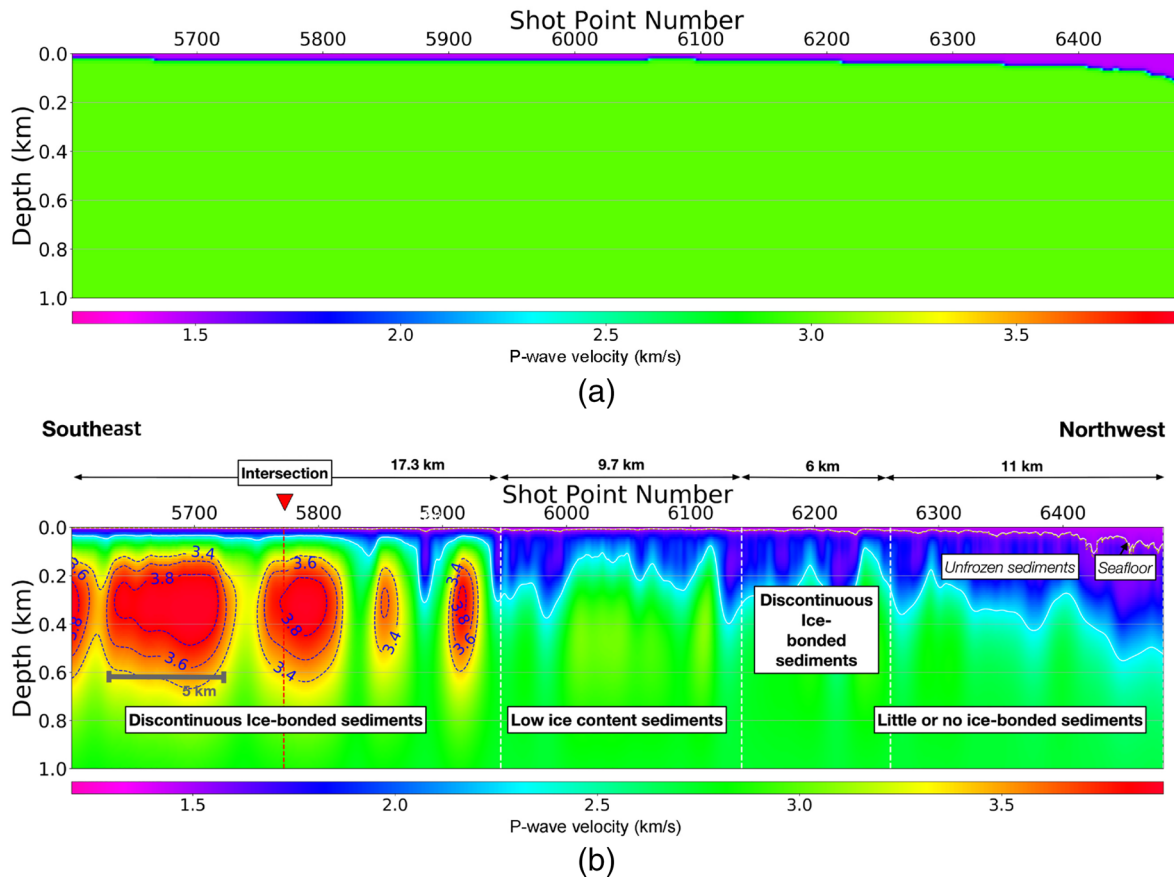 Shot Point Number
5700 5800 5900 6000 6100 6200 6300 6400
Depth (km)
0.0
0.2
0.4
0.6
0.8
1.0
1.5 2.0 2.5 3.0 3.5
P-wave velocity (km/s)
(a)
Southeast Northwest
Intersection 17.3 km 9.7 km 6 km 11 km
Shot Point Number
5700 5800 5900 6000 6100 6200 6300 6400
Depth (km)
0.0
0.2
0.4
0.6
0.8
1.0
3.6 3.4 3.6 3.4
3.8 3.8
3.8 3.8 3.4 3.6
3.6 3.4
5 km
Unfrozen sediments Seafloor
Discontinuous
Ice-
bonded
sediments
Discontinuous Ice-bonded sediments Low ice content sediments Little or no ice-bonded sediments
1.5 2.0 2.5 3.0 3.5
P-wave velocity (km/s)
(b)